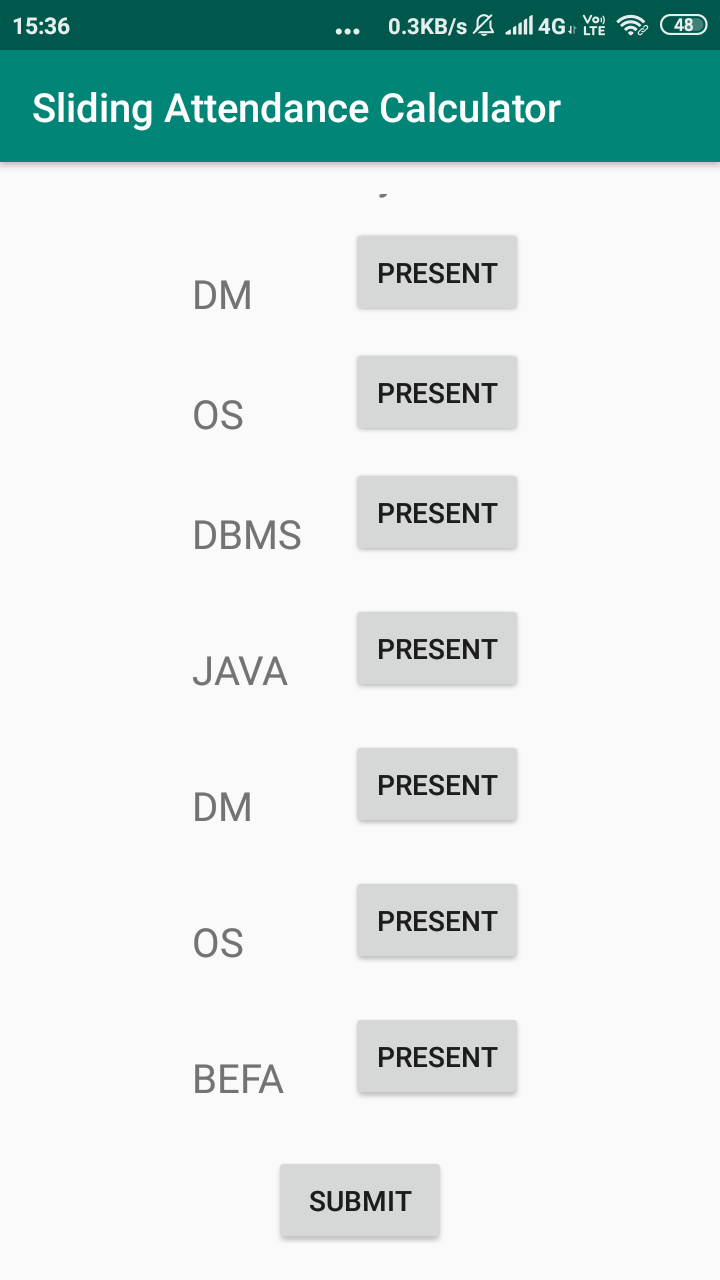 15:36 ... 0.3KB/s 4G VoLTE 48
Sliding Attendance Calculator
DM PRESENT
OS PRESENT
DBMS PRESENT
JAVA PRESENT
DM PRESENT
OS PRESENT
BEFA PRESENT
SUBMIT